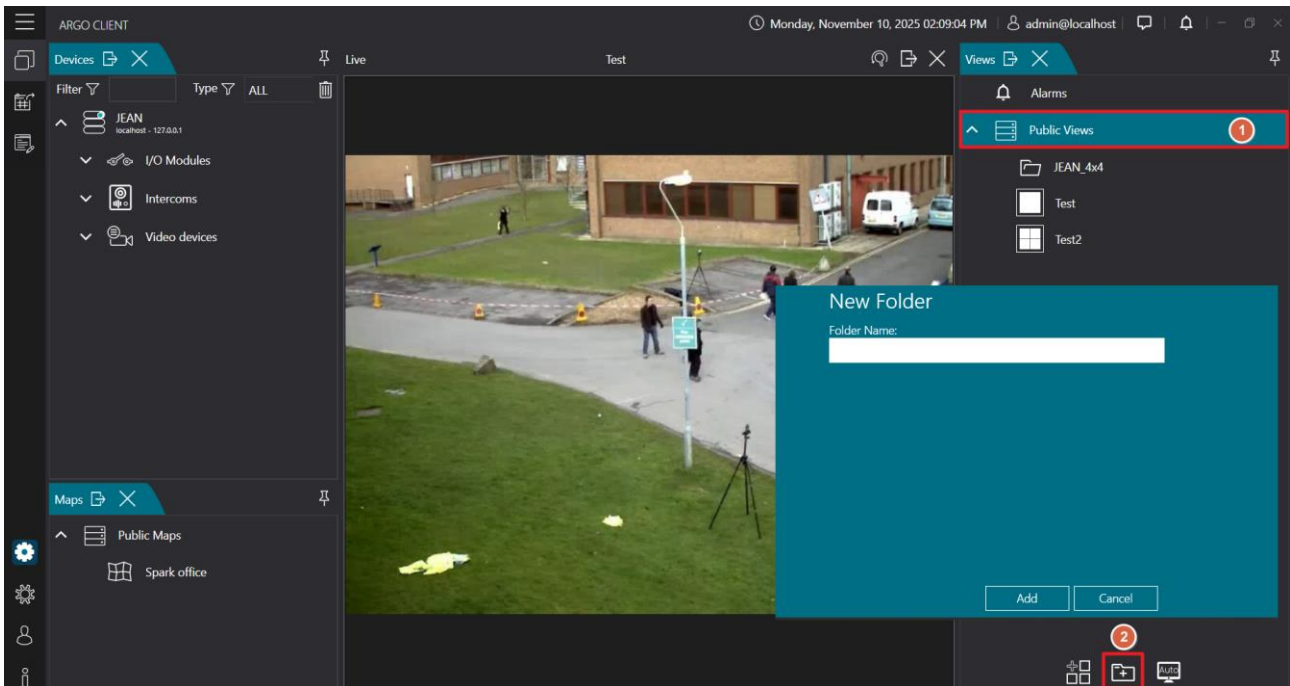 ARGO CLIENT
Monday, November 10, 2025 02:09:04 PM
admin@localhost
Devices
Filter
Type
ALL
JEAN
localhost - 127.0.0.1
I/O Modules
Intercoms
Video devices
Maps
Public Maps
Spark office
Live
Test
Views
Alarms
Public Views
1
JEAN_4x4
Test
Test2
New Folder
Folder Name:
Add
Cancel
2
Auto